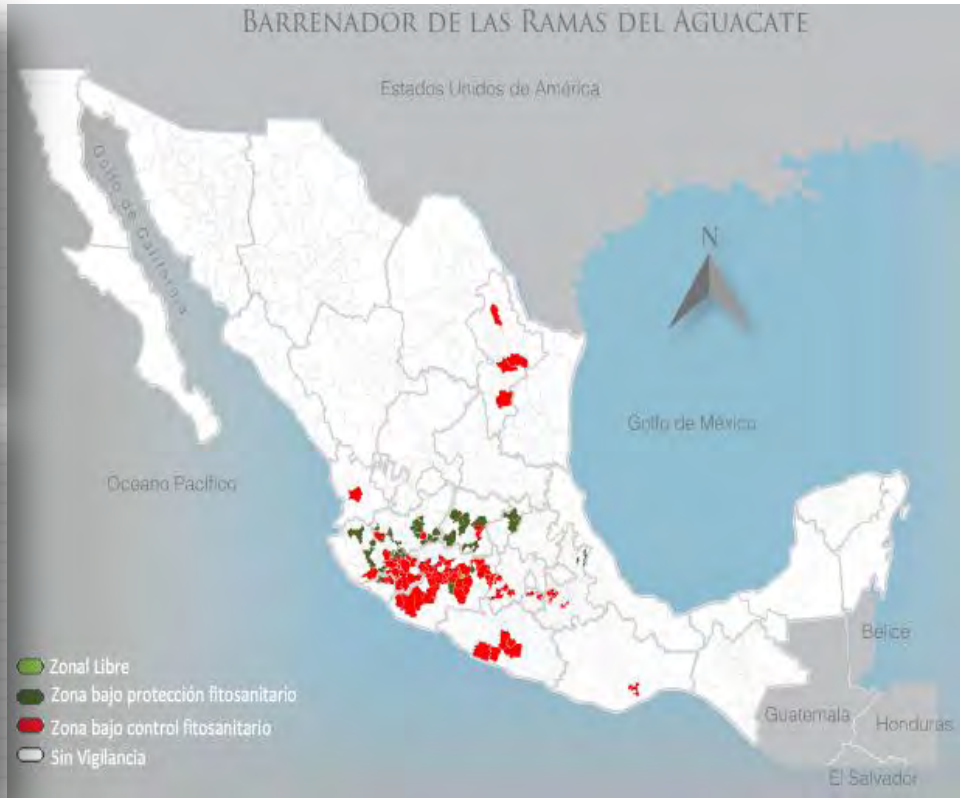 BARRENADOR DE LAS RAMAS DEL AGUACATE
Estados Unidos de América
Golfo de California
N
Golfo de México
Oceano Pacífico
Belice
Guatemala
Honduras
El Salvador
Zonal Libre
Zona bajo protección fitosanitario
Zona bajo control fitosanitario
Sin Vigilancia